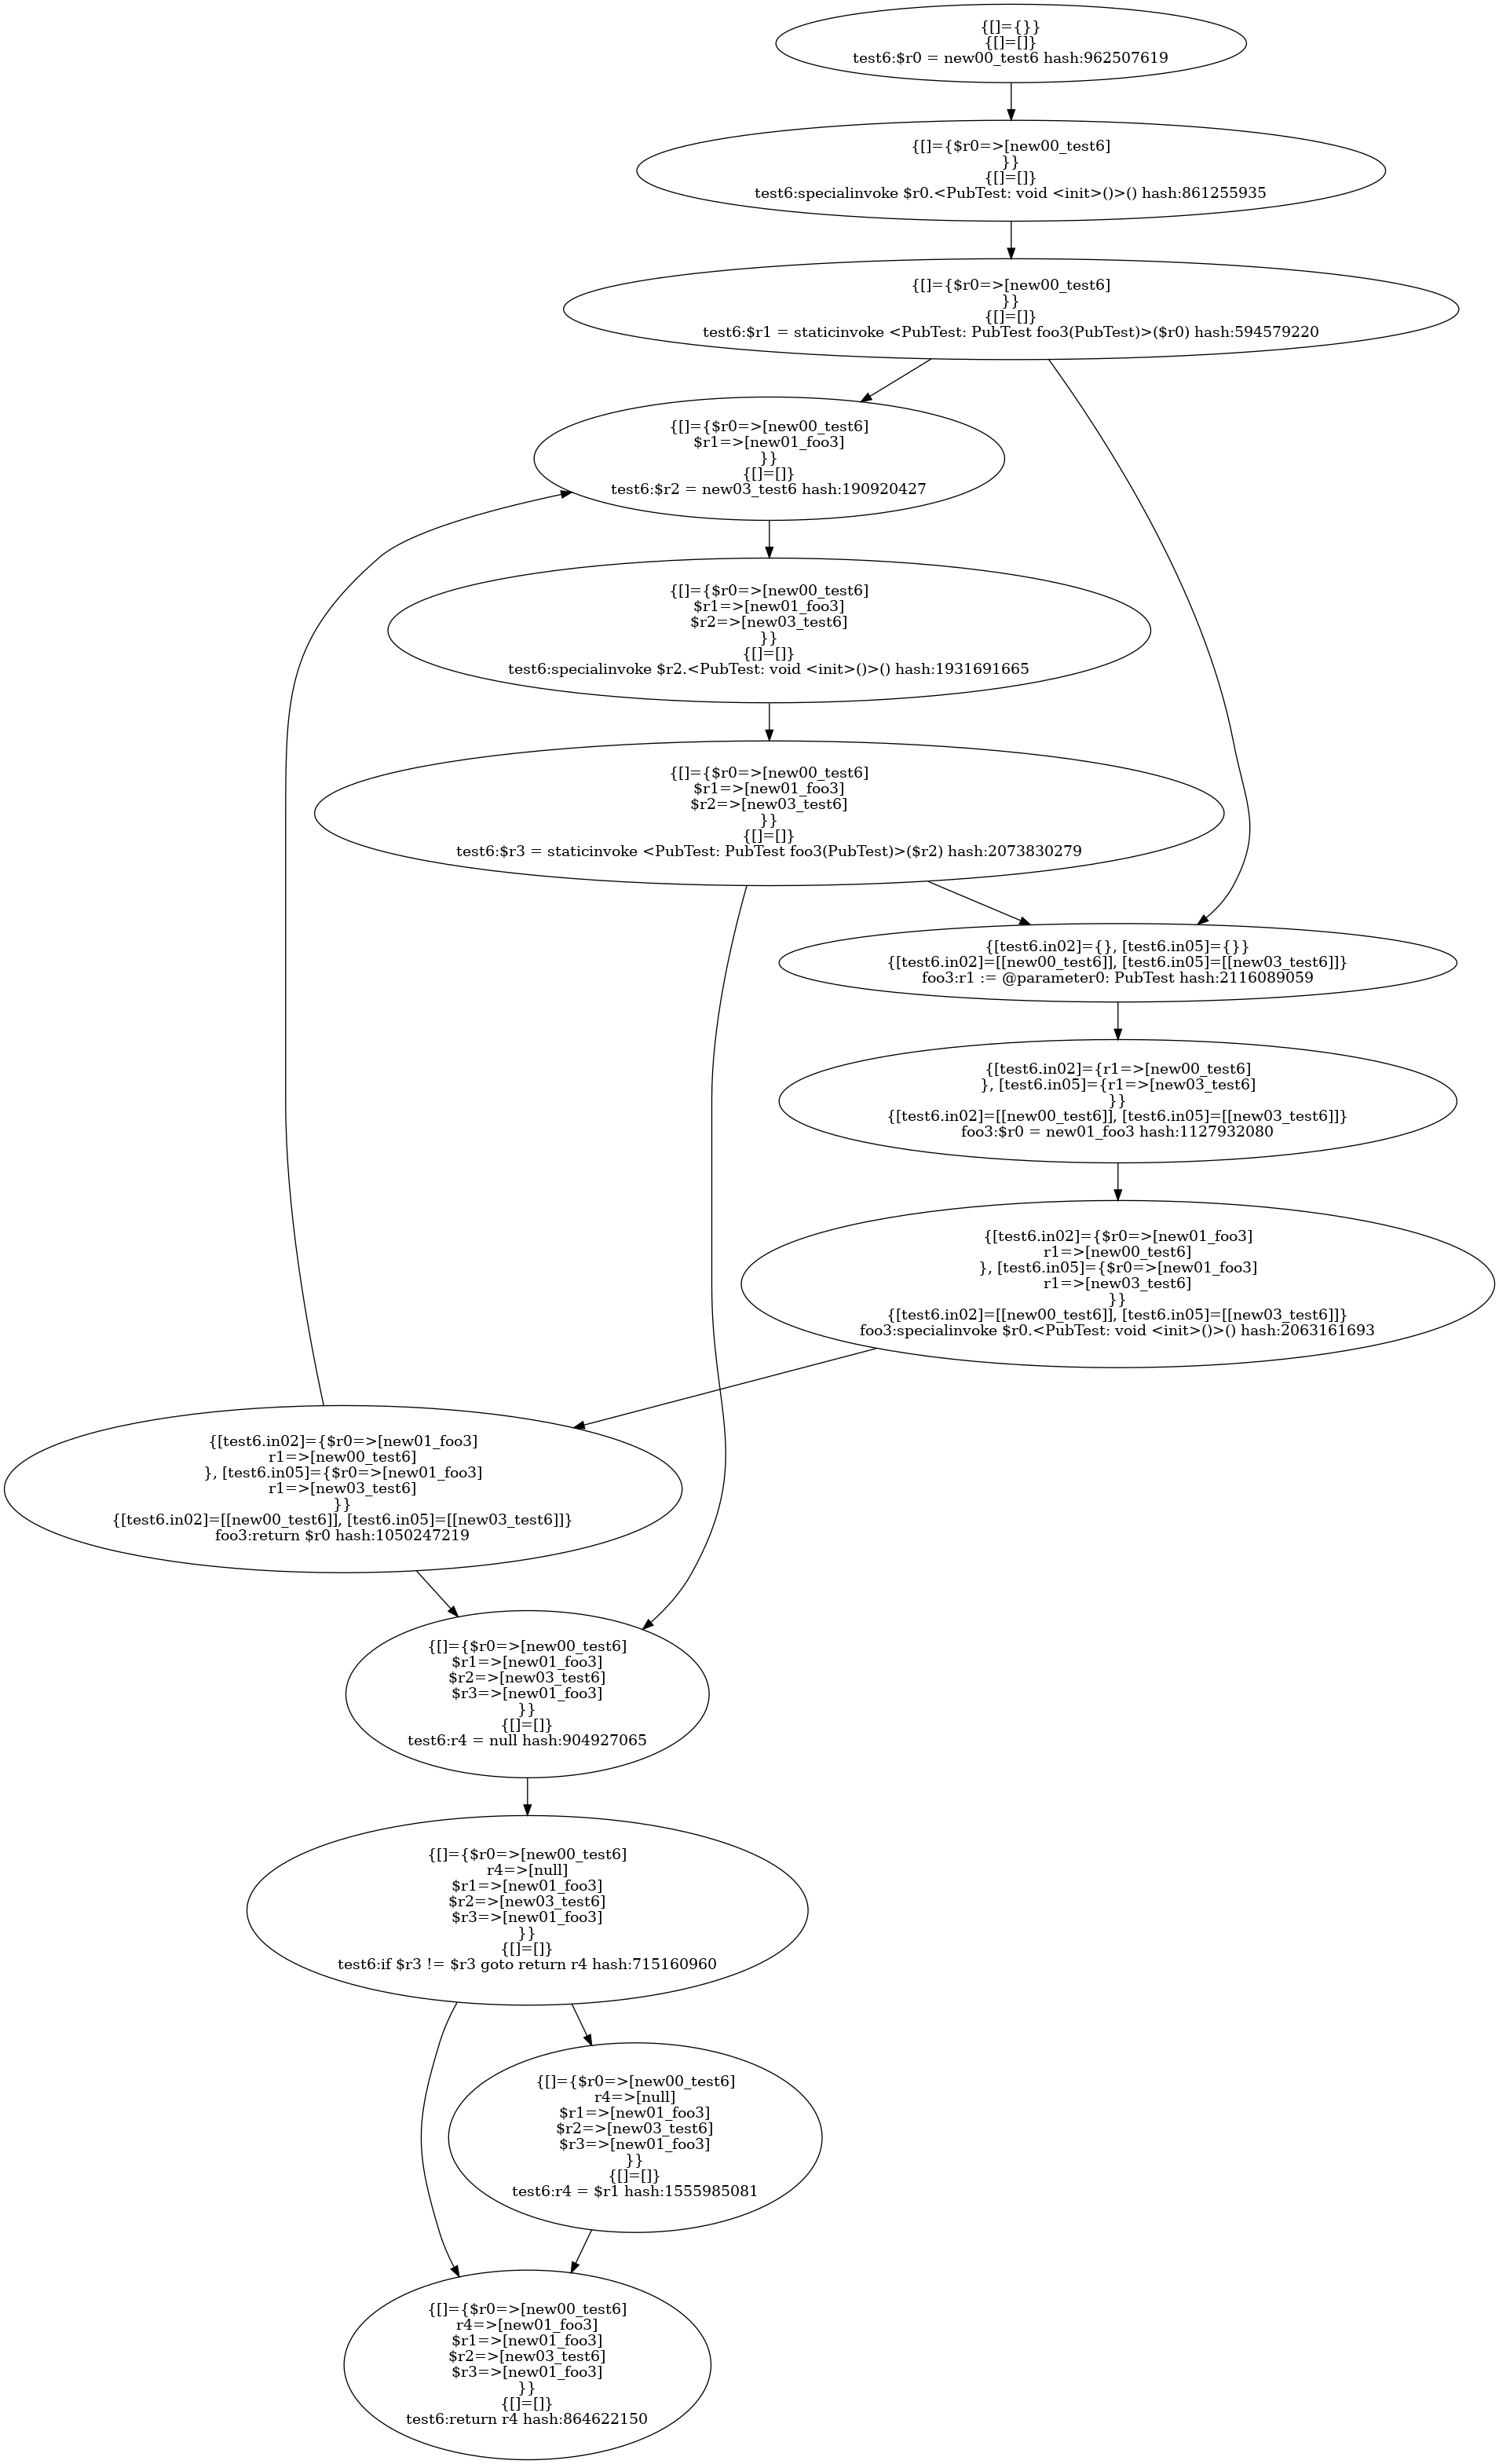 {[]={}}
{[]=[]}
test6:$r0 = new00_test6 hash:962507619
{[]={$r0=>[new00_test6]
}}
{[]=[]}
test6:specialinvoke $r0.<PubTest: void <init>()>() hash:861255935
{[]={$r0=>[new00_test6]
}}
{[]=[]}
test6:$r1 = staticinvoke <PubTest: PubTest foo3(PubTest)>($r0) hash:594579220
{[]={$r0=>[new00_test6]
$r1=>[new01_foo3]
}}
{[]=[]}
test6:$r2 = new03_test6 hash:190920427
{[]={$r0=>[new00_test6]
$r1=>[new01_foo3]
$r2=>[new03_test6]
}}
{[]=[]}
test6:specialinvoke $r2.<PubTest: void <init>()>() hash:1931691665
{[]={$r0=>[new00_test6]
$r1=>[new01_foo3]
$r2=>[new03_test6]
}}
{[]=[]}
test6:$r3 = staticinvoke <PubTest: PubTest foo3(PubTest)>($r2) hash:2073830279
{[test6.in02]={}, [test6.in05]={}}
{[test6.in02]=[[new00_test6]], [test6.in05]=[[new03_test6]]}
foo3:r1 := @parameter0: PubTest hash:2116089059
{[test6.in02]={r1=>[new00_test6]
}, [test6.in05]={r1=>[new03_test6]
}}
{[test6.in02]=[[new00_test6]], [test6.in05]=[[new03_test6]]}
foo3:$r0 = new01_foo3 hash:1127932080
{[test6.in02]={$r0=>[new01_foo3]
r1=>[new00_test6]
}, [test6.in05]={$r0=>[new01_foo3]
r1=>[new03_test6]
}}
{[test6.in02]=[[new00_test6]], [test6.in05]=[[new03_test6]]}
foo3:specialinvoke $r0.<PubTest: void <init>()>() hash:2063161693
{[test6.in02]={$r0=>[new01_foo3]
r1=>[new00_test6]
}, [test6.in05]={$r0=>[new01_foo3]
r1=>[new03_test6]
}}
{[test6.in02]=[[new00_test6]], [test6.in05]=[[new03_test6]]}
foo3:return $r0 hash:1050247219
{[]={$r0=>[new00_test6]
$r1=>[new01_foo3]
$r2=>[new03_test6]
$r3=>[new01_foo3]
}}
{[]=[]}
test6:r4 = null hash:904927065
{[]={$r0=>[new00_test6]
r4=>[null]
$r1=>[new01_foo3]
$r2=>[new03_test6]
$r3=>[new01_foo3]
}}
{[]=[]}
test6:if $r3 != $r3 goto return r4 hash:715160960
{[]={$r0=>[new00_test6]
r4=>[null]
$r1=>[new01_foo3]
$r2=>[new03_test6]
$r3=>[new01_foo3]
}}
{[]=[]}
test6:r4 = $r1 hash:1555985081
{[]={$r0=>[new00_test6]
r4=>[new01_foo3]
$r1=>[new01_foo3]
$r2=>[new03_test6]
$r3=>[new01_foo3]
}}
{[]=[]}
test6:return r4 hash:864622150